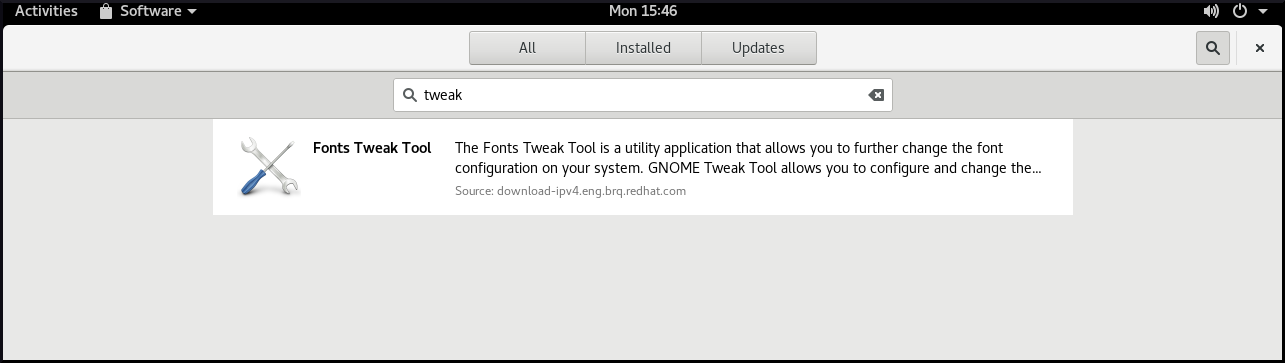 Activities Software Mon 15:46
All Installed Updates
tweak
Fonts Tweak Tool
The Fonts Tweak Tool is a utility application that allows you to further change the font
configuration on your system. GNOME Tweak Tool allows you to configure and change the...
Source: download-ipv4.eng.brq.redhat.com